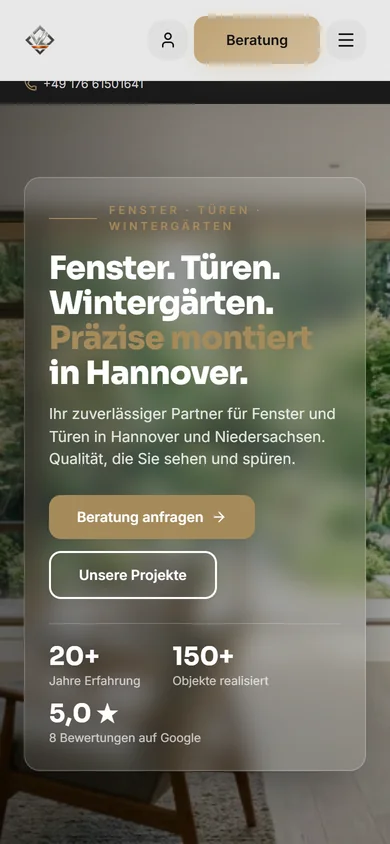 Beratung
+49 176 61501641
FENSTER · TÜREN ·
WINTERGÄRTEN
Fenster. Türen.
Wintergärten.
Präzise montiert
in Hannover.
Ihr zuverlässiger Partner für Fenster und
Türen in Hannover und Niedersachsen.
Qualität, die Sie sehen und spüren.
Beratung anfragen →
Unsere Projekte
20+ 150+
Jahre Erfahrung Objekte realisiert
5,0 ★
8 Bewertungen auf Google